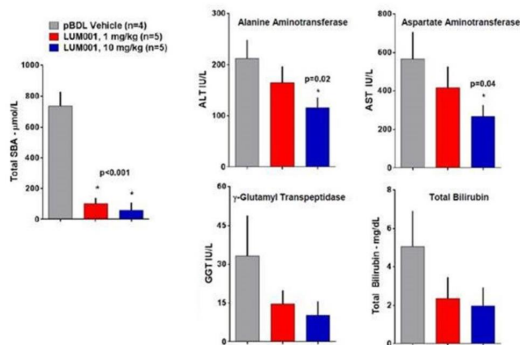 pBDL Vehicle (n=4)
LUM001, 1 mg/kg (n=5)
LUM001, 10 mg/kg (n=5)
Total SBA - μmol/L
1000
800
600
400
200
0
p<0.001
*
*
Alanine Aminotransferase
ALT IU/L
300
200
100
0
p=0.02
*
Aspartate Aminotransferase
AST IU/L
800
600
400
200
0
p=0.04
*
γ-Glutamyl Transpeptidase
GGT IU/L
60
45
30
15
0
Total Bilirubin
Total Bilirubin - mg/dL
8
6
4
2
0